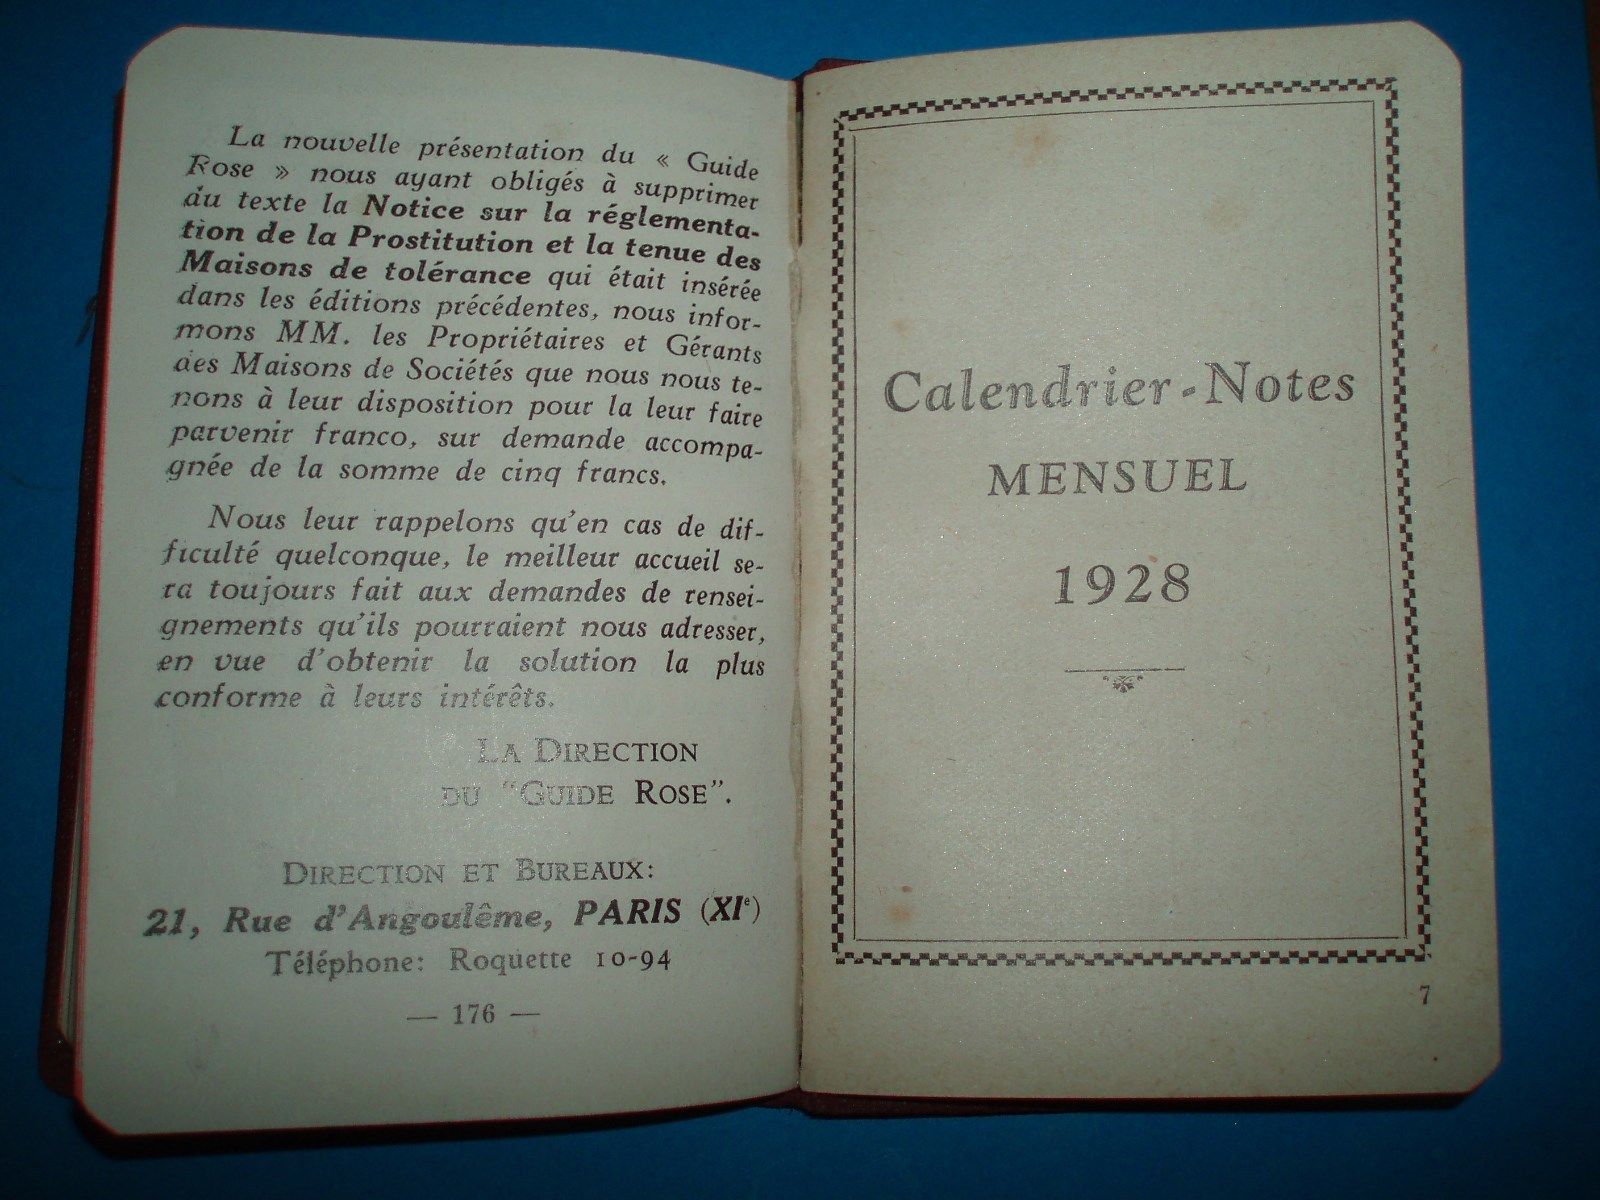 La nouvelle présentation du « Guide
Rose » nous ayant obligés à supprimer
du texte la Notice sur la réglementa-
tion de la Prostitution et la tenue des
Maisons de tolérance qui était insérée
dans les éditions précédentes, nous infor-
mons MM. les Propriétaires et Gérants
des Maisons de Sociétés que nous nous te-
nons à leur disposition pour la leur faire
parvenir franco, sur demande accompa-
gnée de la somme de cinq francs.
Nous leur rappelons qu'en cas de dif-
ficulté quelconque, le meilleur accueil se-
ra toujours fait aux demandes de rensei-
gnements qu'ils pourraient nous adresser,
en vue d'obtenir la solution la plus
conforme à leurs intérêts.
LA DIRECTION
DU "GUIDE ROSE".
DIRECTION ET BUREAUX:
21, Rue d'Angoulême, PARIS (XIe)
Téléphone: Roquette 10-94
— 176 —
Calendrier-Notes
MENSUEL
1928
7